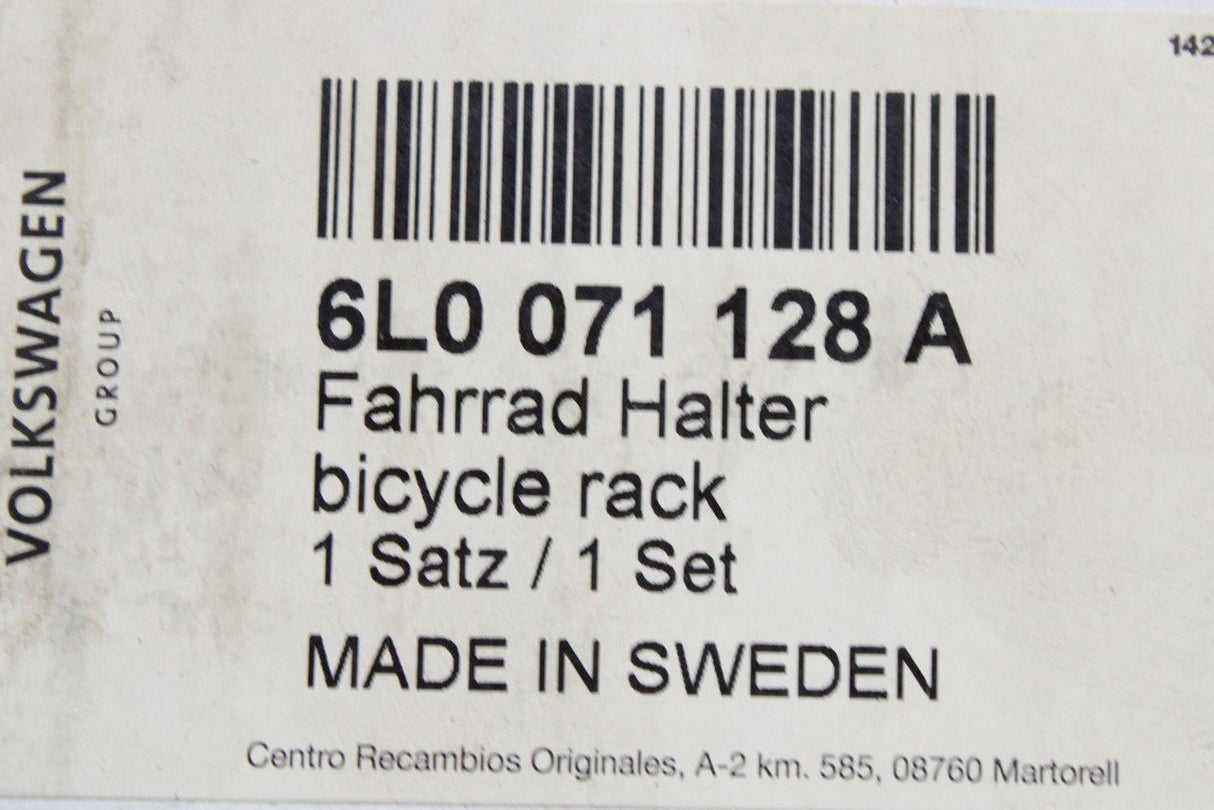 142
VOLKSWAGEN
GROUP
6L0 071 128 A
Fahrrad Halter
bicycle rack
1 Satz / 1 Set
MADE IN SWEDEN
Centro Recambios Originales, A-2 km. 585, 08760 Martorell